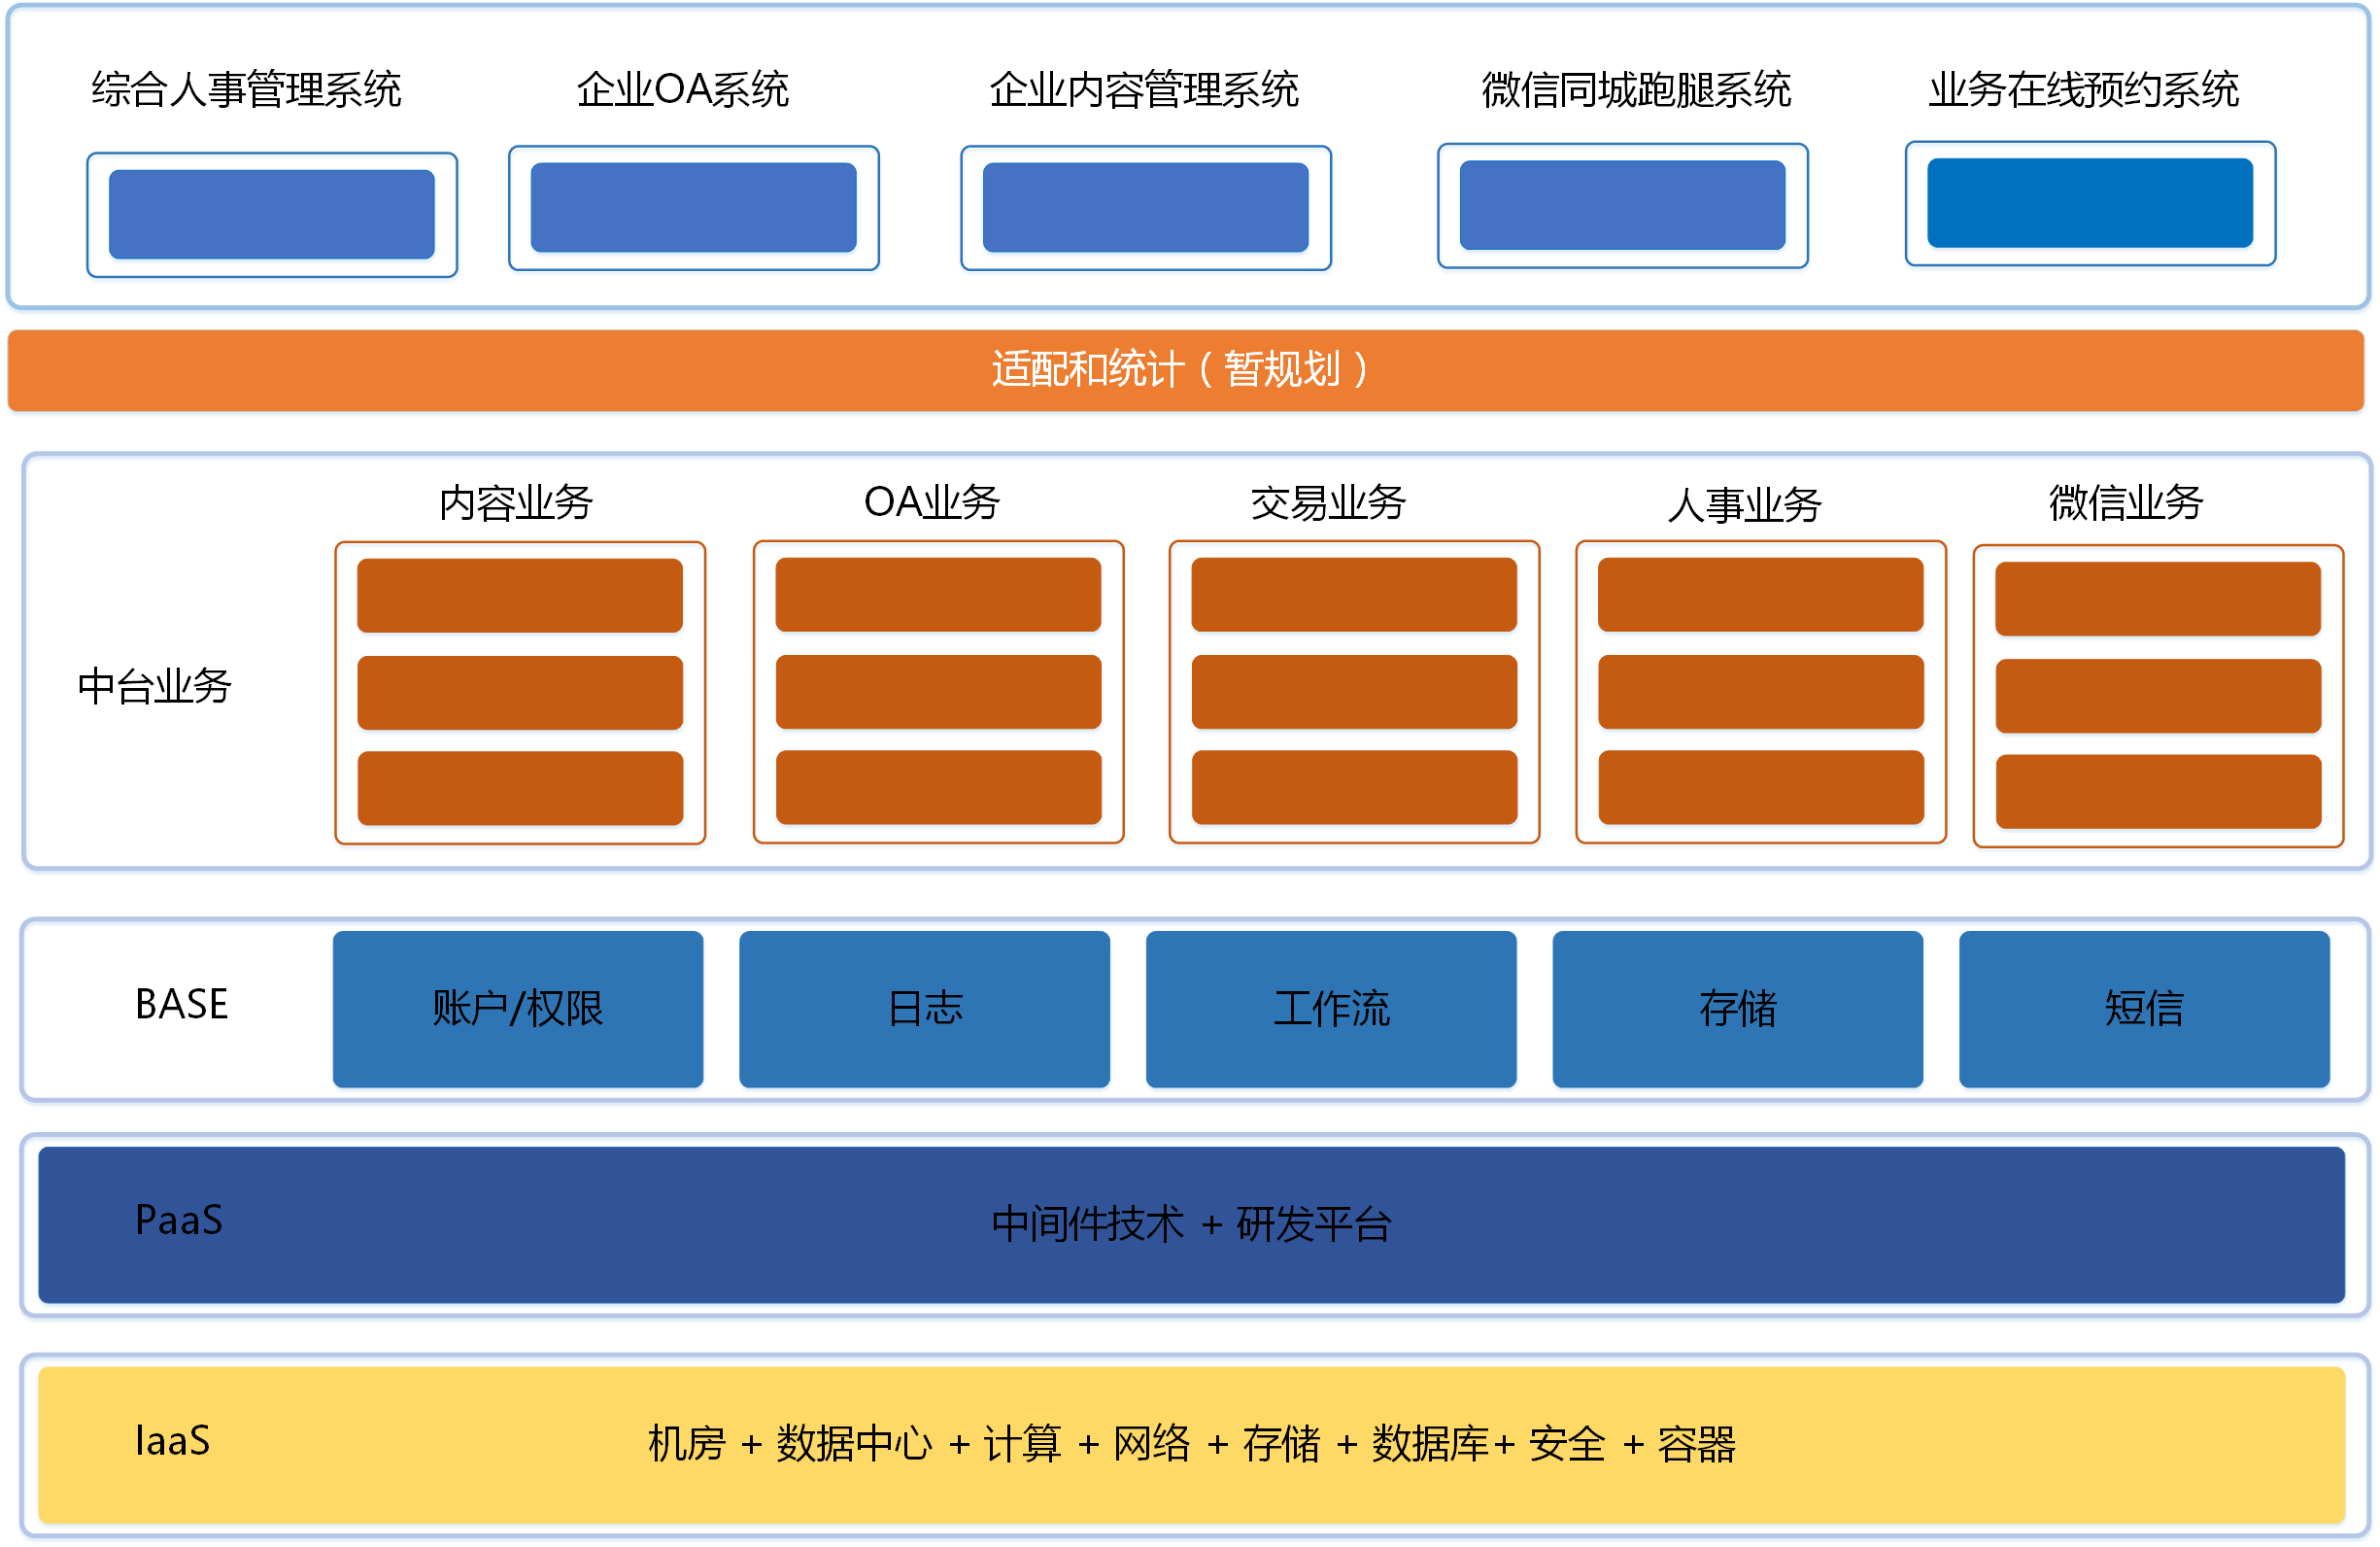 综合人事管理系统
企业OA系统
企业内容管理系统
微信同城跑腿系统
业务在线预约系统
适配和统计（暂规划）
内容业务
OA业务
交易业务
人事业务
微信业务
中台业务
BASE
账户/权限
日志
工作流
存储
短信
PaaS
中间件技术 + 研发平台
IaaS
机房 + 数据中心 + 计算 + 网络 + 存储 + 数据库+ 安全 + 容器